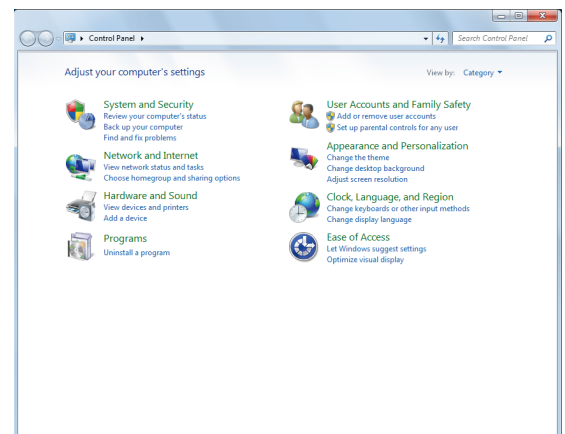 Control Panel
Search Control Panel
Adjust your computer's settings
View by: Category
System and Security
Review your computer's status
Back up your computer
Find and fix problems
Network and Internet
View network status and tasks
Choose homegroup and sharing options
Hardware and Sound
View devices and printers
Add a device
Programs
Uninstall a program
User Accounts and Family Safety
Add or remove user accounts
Set up parental controls for any user
Appearance and Personalization
Change the theme
Change desktop background
Adjust screen resolution
Clock, Language, and Region
Change keyboards or other input methods
Change display language
Ease of Access
Let Windows suggest settings
Optimize visual display